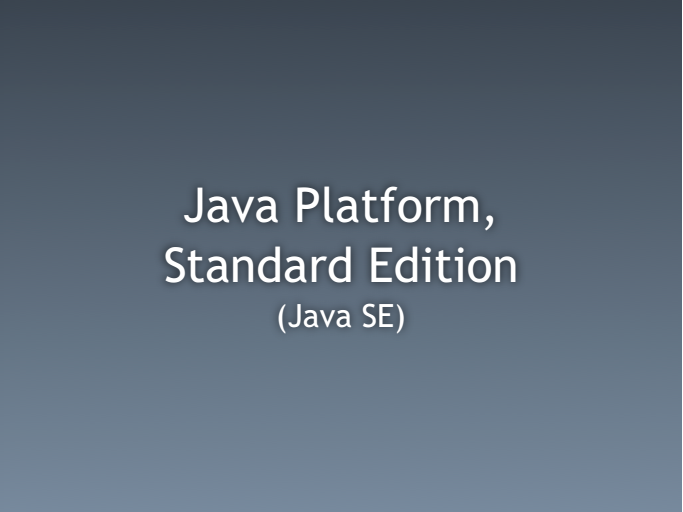 Java Platform,
Standard Edition
(Java SE)